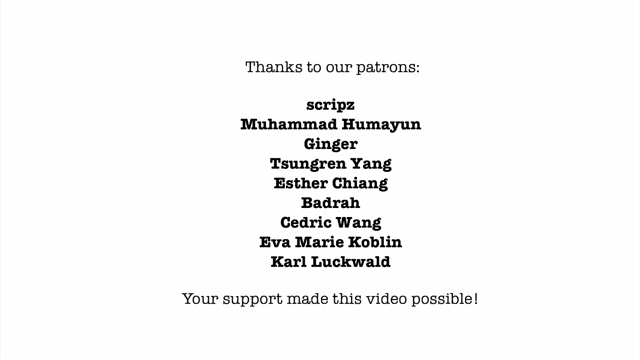 Thanks to our patrons:
scripz
Muhammad Humayun
Ginger
Tsungren Yang
Esther Chiang
Badrah
Cedric Wang
Eva Marie Koblin
Karl Luckwald
Your support made this video possible!